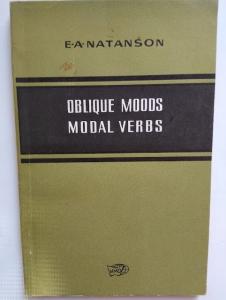 E·A·NATANSON
OBLIQUE MOODS
MODAL VERBS